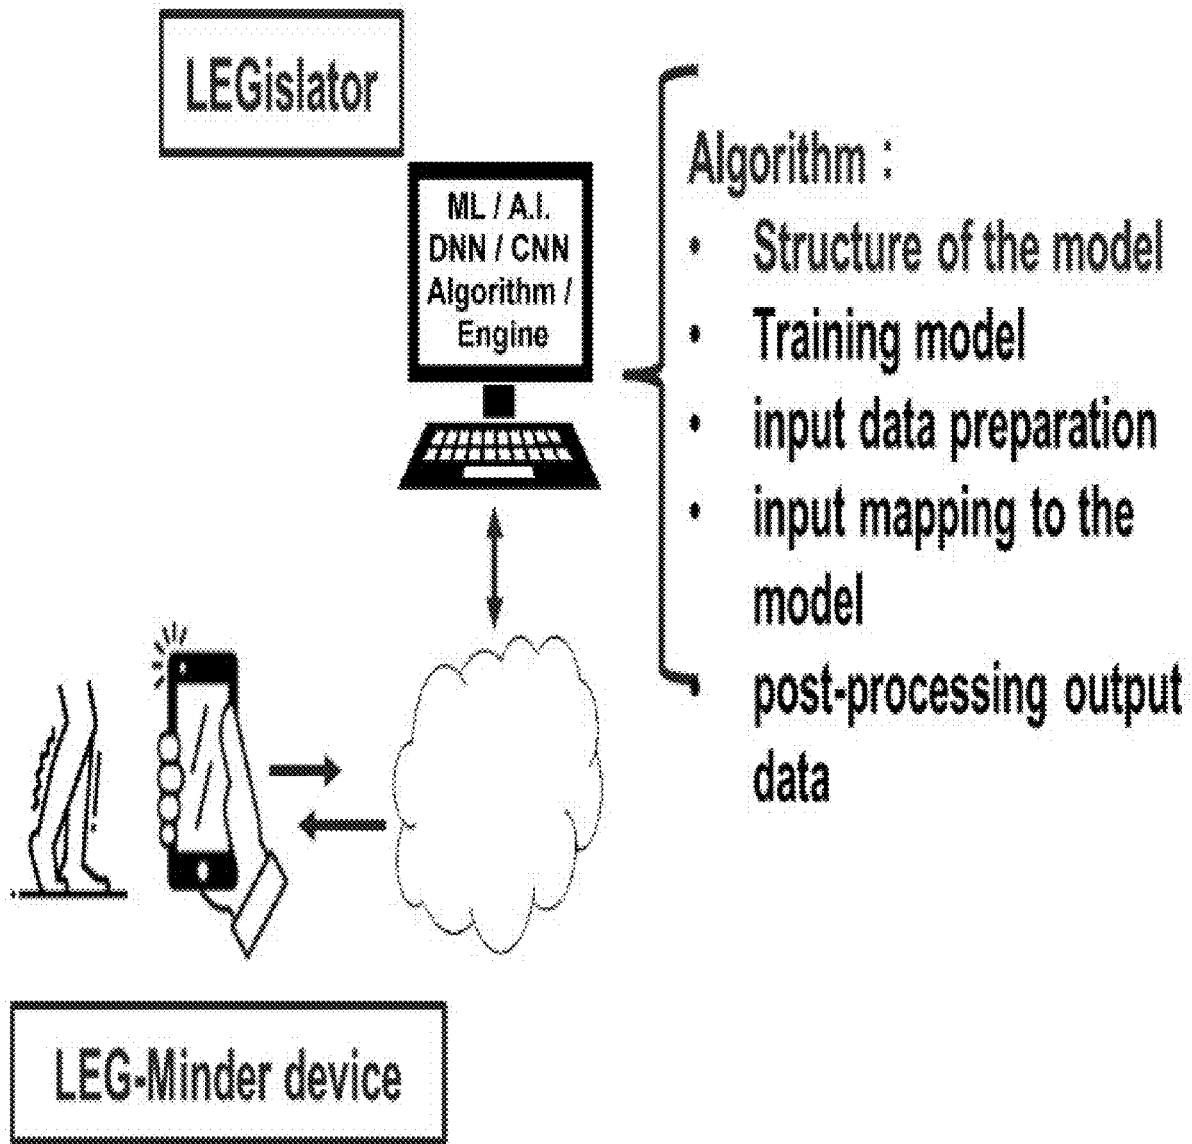 LEGislator
ML / A.I.
DNN / CNN
Algorithm /
Engine
Algorithm :
• Structure of the model
• Training model
• input data preparation
• input mapping to the
model
• post-processing output
data
LEG-Minder device